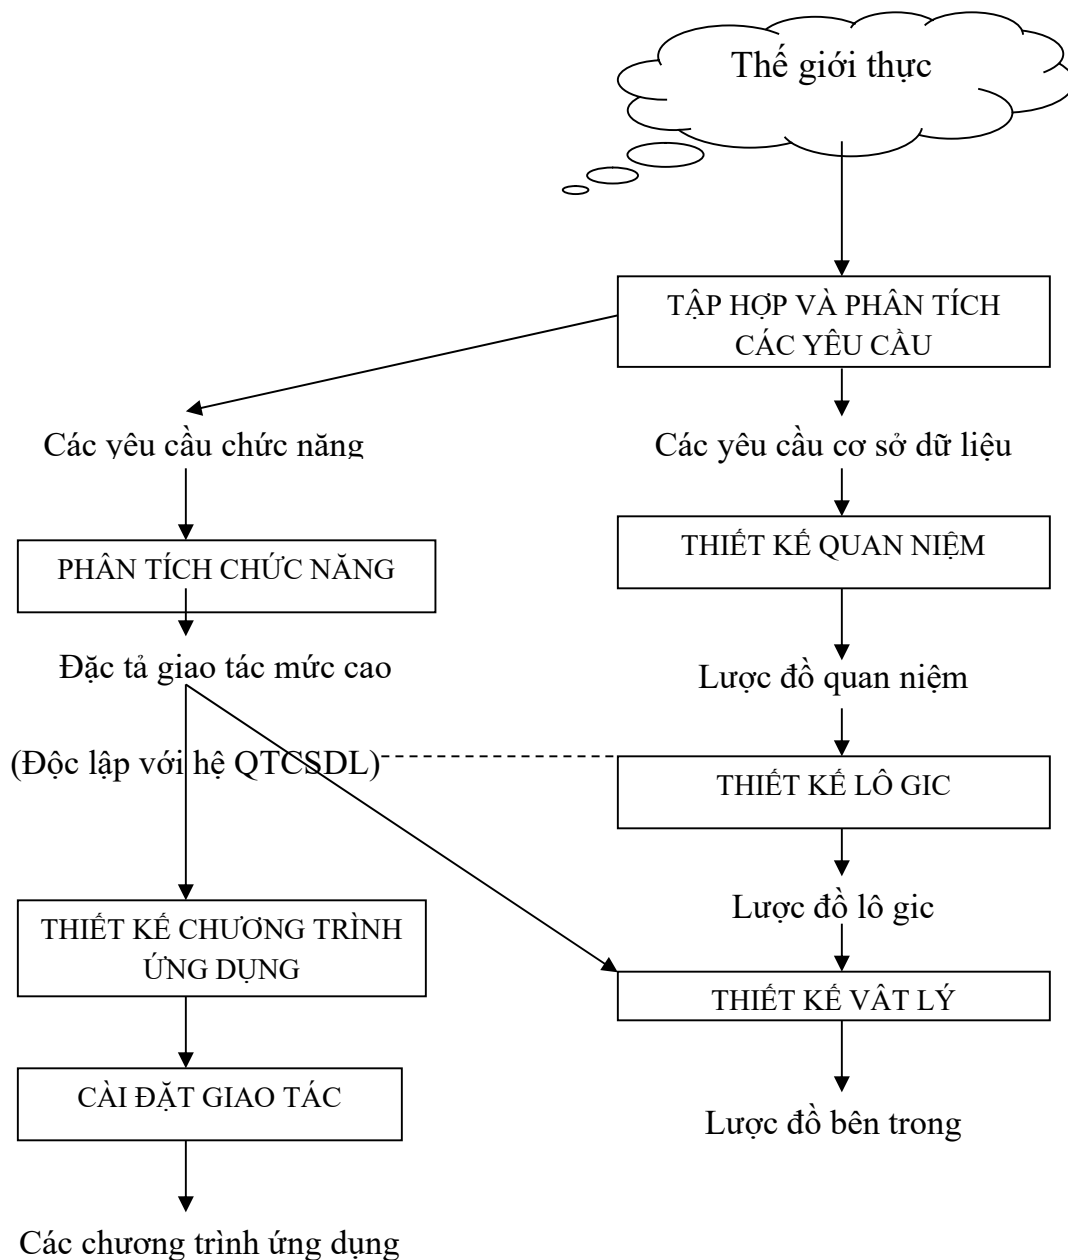 Thế giới thực
TẬP HỢP VÀ PHÂN TÍCH
CÁC YÊU CẦU
Các yêu cầu chức năng
Các yêu cầu cơ sở dữ liệu
THIẾT KẾ QUAN NIỆM
PHÂN TÍCH CHỨC NĂNG
Đặc tả giao tác mức cao
Lược đồ quan niệm
(Độc lập với hệ QTCSDL)
THIẾT KẾ LÔ GIC
Lược đồ lô gic
THIẾT KẾ CHƯƠNG TRÌNH
ỨNG DỤNG
THIẾT KẾ VÂT LÝ
CÀI ĐẶT GIAO TÁC
Lược đồ bên trong
Các chương trình ứng dụng